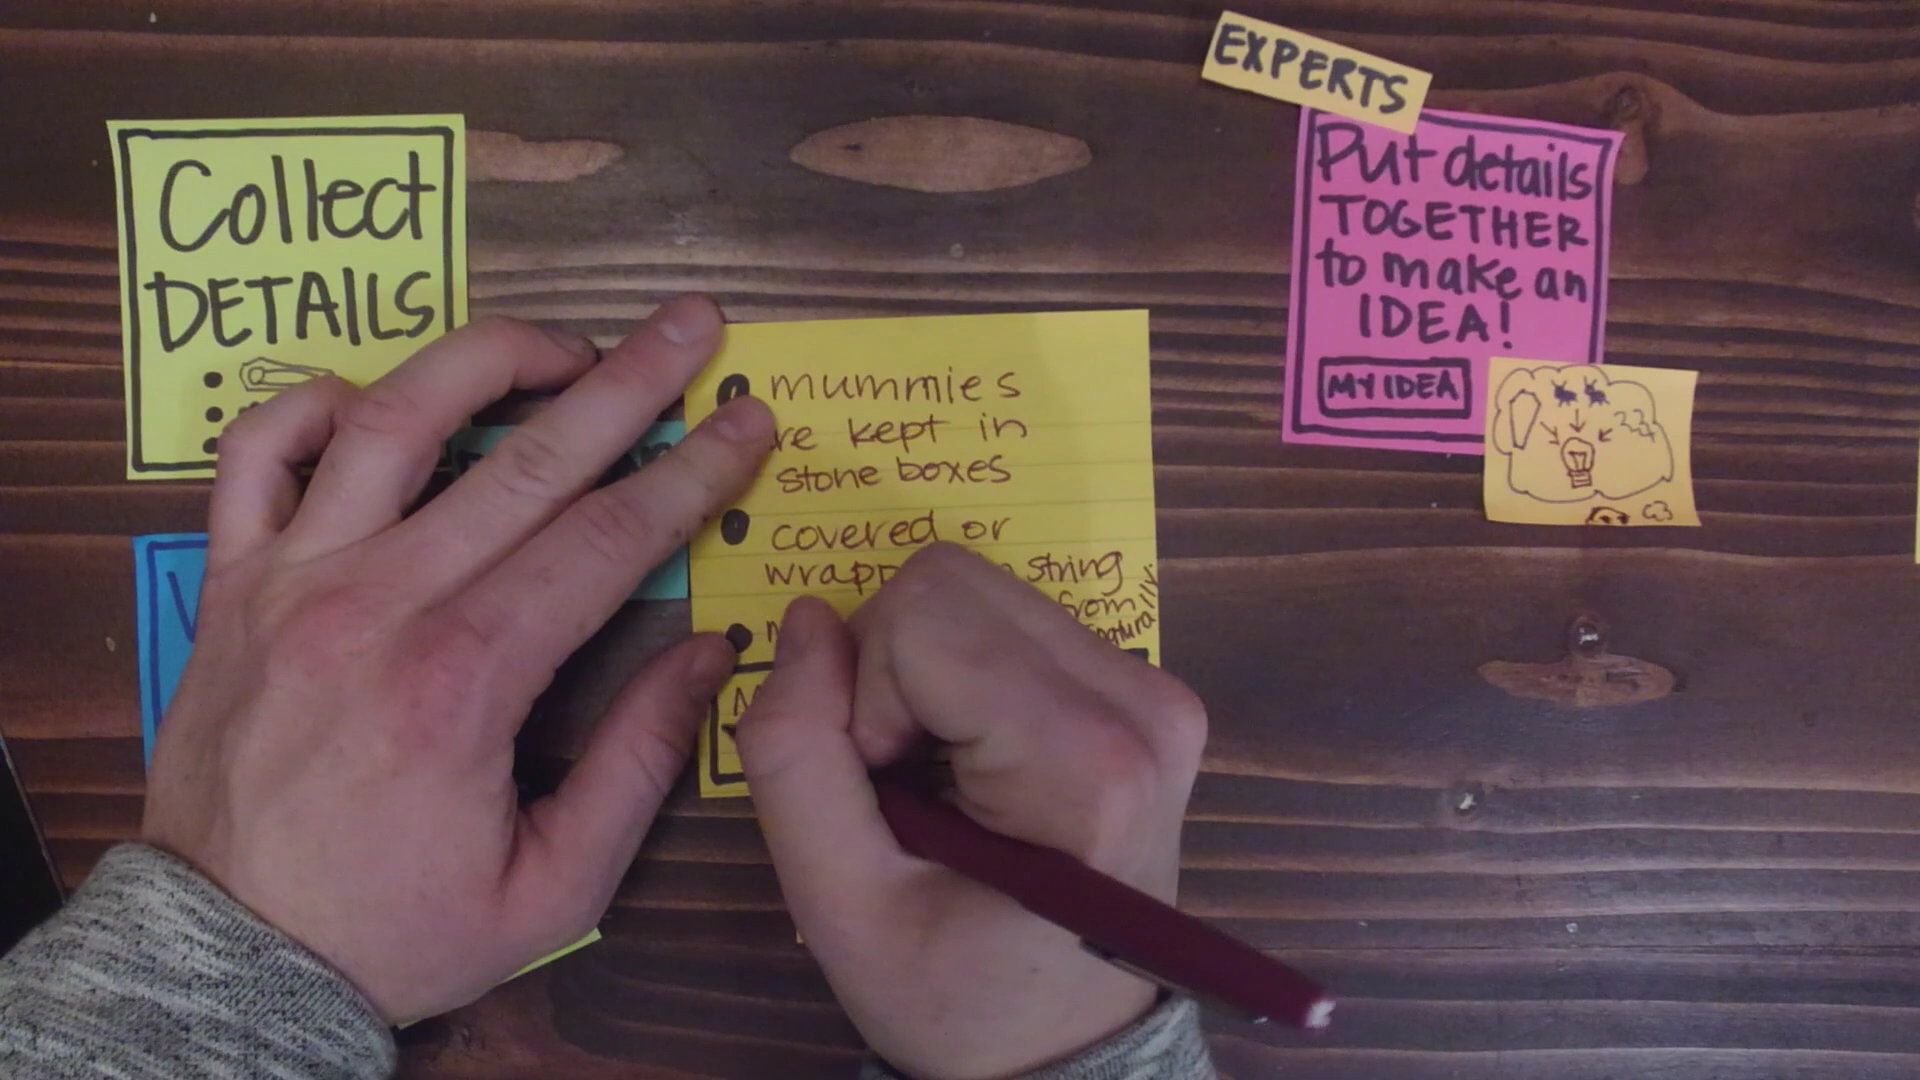 EXPERTS
Collect
DETAILS
Put details
TOGETHER
to make an
IDEA!
MY IDEA
mummies
kept in
stone boxes
covered or
string
from
naturally.